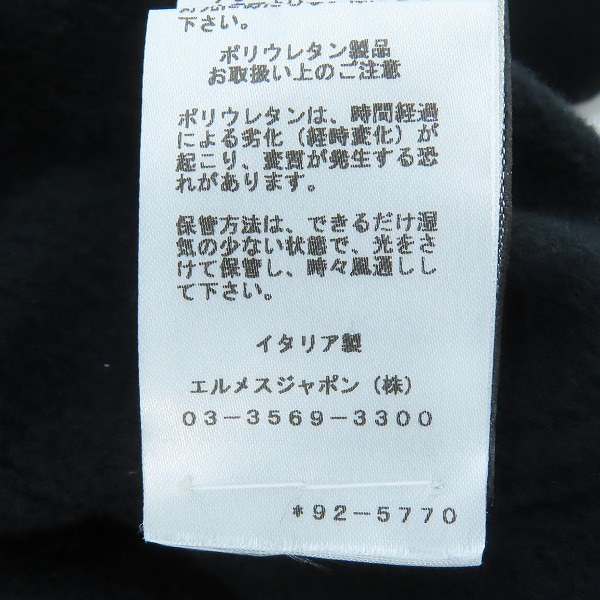 下さい。
ポリウレタン製品
お取扱い上のご注意
ポリウレタンは、時間経過
による劣化（経時変化）が
起こり、変質が発生する恐
れがあります。
保管方法は、できるだけ湿
気の少ない状態で、光をさ
けて保管し、時々風通しし
て下さい。
イタリア製
エルメスジャポン（株）
03-3569-3300
*92-5770